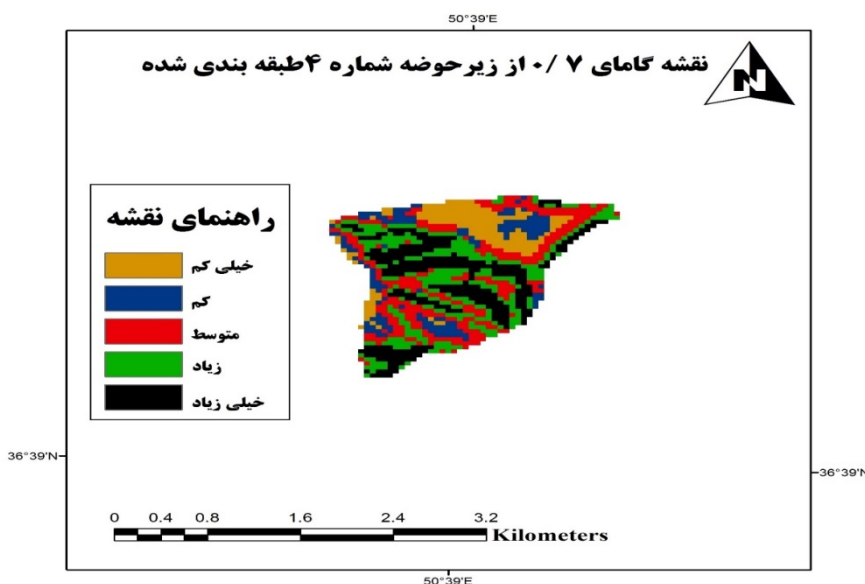 50°39'E
نقشه گامای ۰/۷ از زیرحوضه شماره ۴طبقه بندی شده
N
راهنمای نقشه
خیلی کم
کم
متوسط
زیاد
خیلی زیاد
36°39'N
36°39'N
0 0.4 0.8 1.6 2.4 3.2
Kilometers
50°39'E